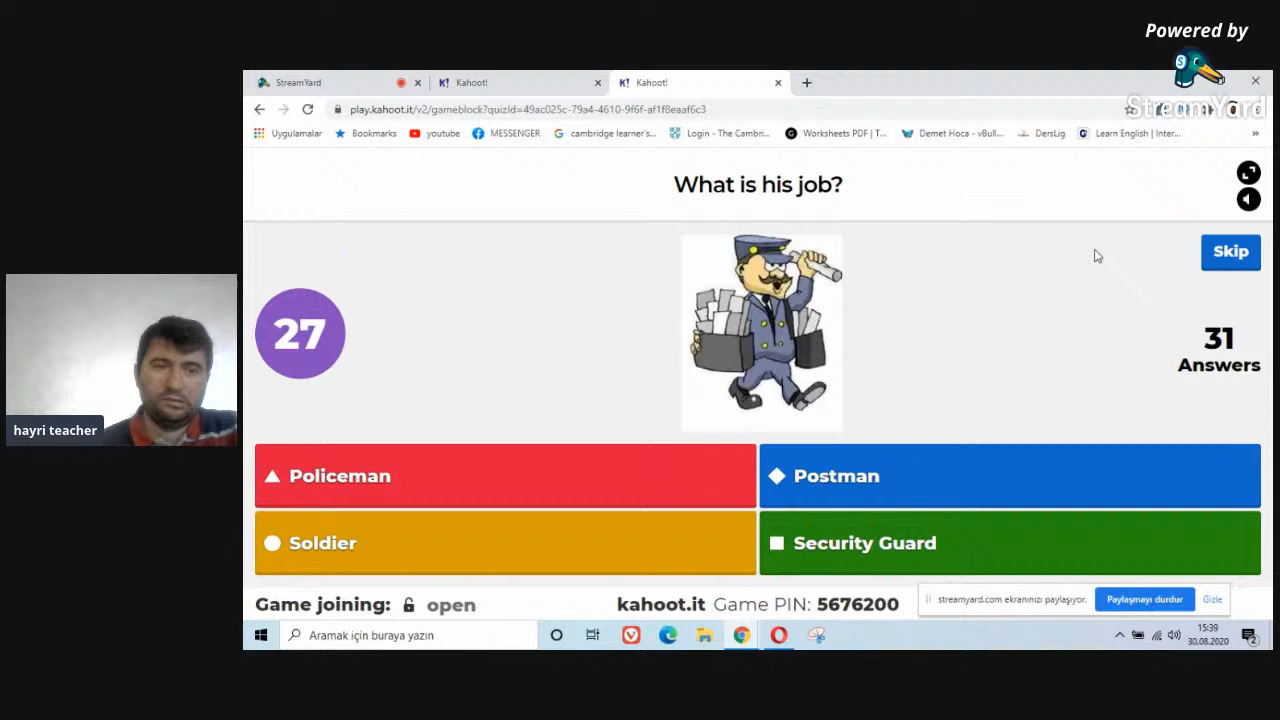 Powered by
StreamYard
StreamYard
Kahoot!
Kahoot!
play.kahoot.it/v2/gameblock?quizId=49ac025c-79a4-4610-9f6f-af1f8eaaf6c3
Uygulamalar
Bookmarks
youtube
MESSENGER
cambridge learner's...
Login - The Cambri...
Worksheets PDF | T...
Demet Hoca - vBull...
DersLig
Learn English | Inter...
What is his job?
Skip
27
31
Answers
hayri teacher
Policeman
Postman
Soldier
Security Guard
Game joining: open
kahoot.it Game PIN: 5676200
streamyard.com ekranınızı paylaşıyor.
Paylaşmayı durdur
Gizle
Aramak için buraya yazın
15:39
30.08.2020
2